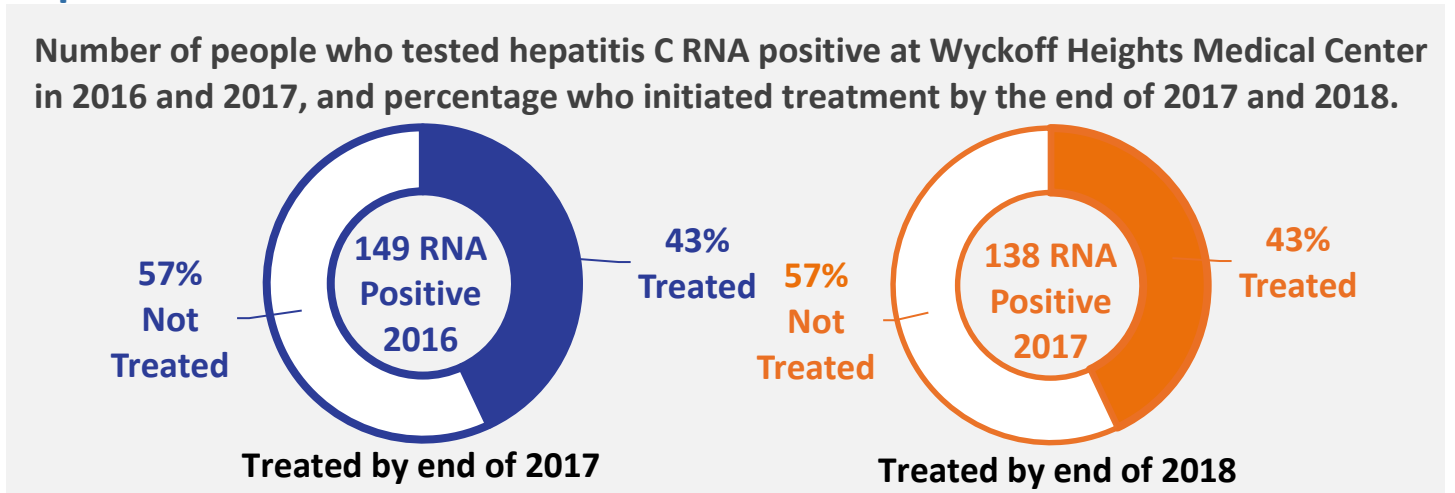 Number of people who tested hepatitis C RNA positive at Wyckoff Heights Medical Center
in 2016 and 2017, and percentage who initiated treatment by the end of 2017 and 2018.
57%
Not
Treated
149 RNA
Positive
2016
43%
Treated
Treated by end of 2017
57%
Not
Treated
138 RNA
Positive
2017
43%
Treated
Treated by end of 2018